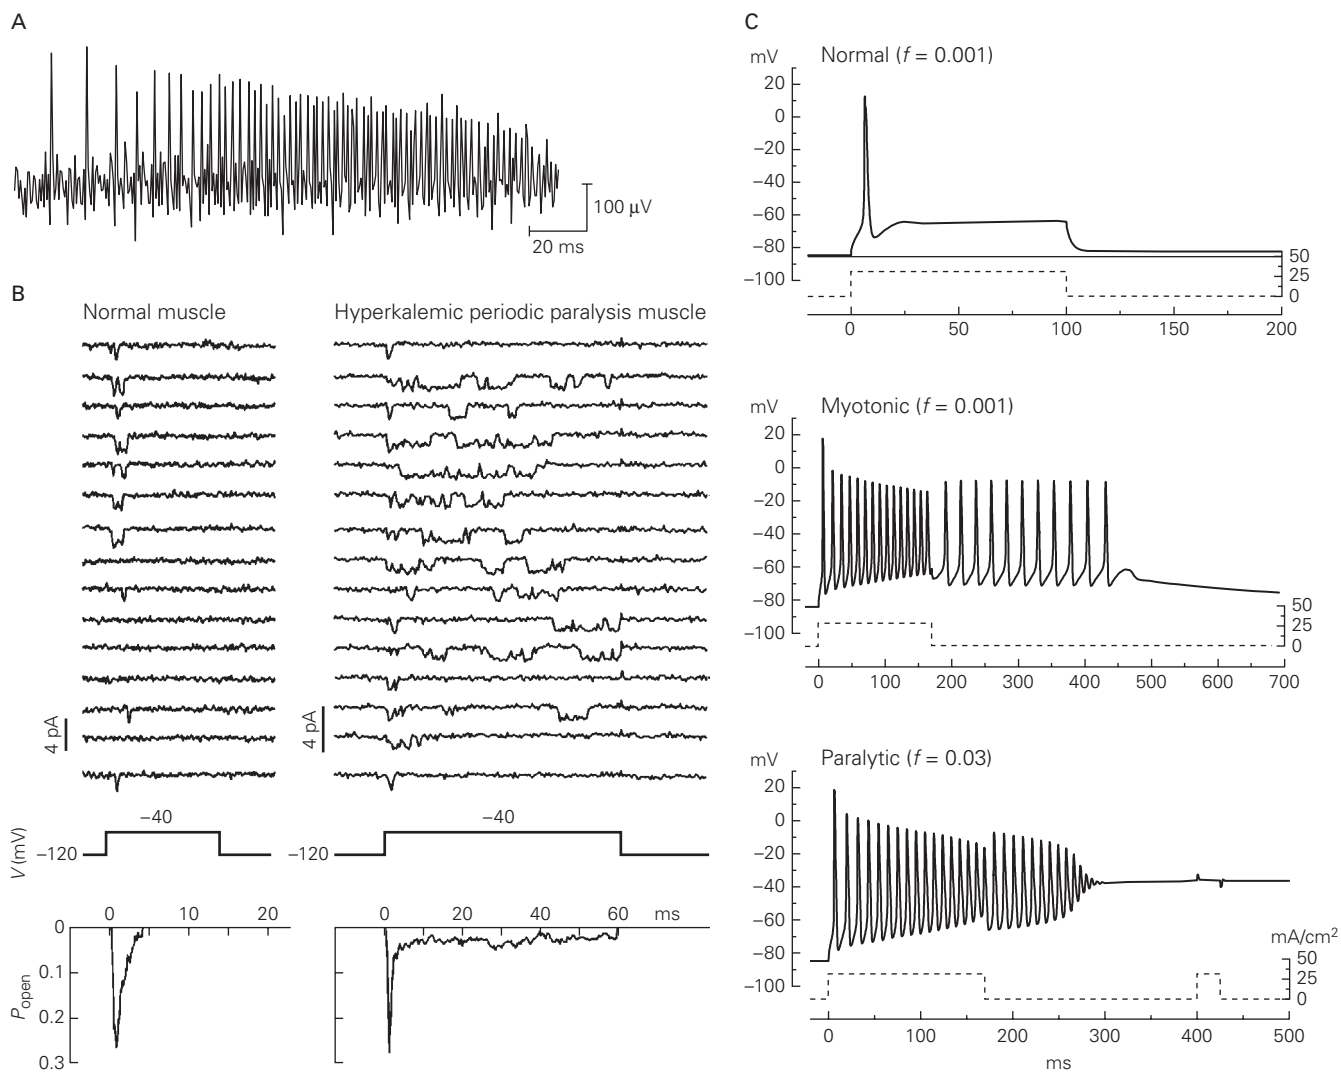 A
100 μV
20 ms
B
Normal muscle
Hyperkalemic periodic paralysis muscle
4 pA
4 pA
V (mV)
−40
−120
−40
−120
0 10 20
0 20 40 60 ms
0
0.1
0.2
0.3
Popen
C
mV
Normal (f = 0.001)
20
0
−20
−40
−60
−80
−100
50
25
0
0 50 100 150 200
mV
Myotonic (f = 0.001)
20
0
−20
−40
−60
−80
−100
50
25
0
0 100 200 300 400 500 600 700
mV
Paralytic (f = 0.03)
20
0
−20
−40
−60
−80
−100
mA/cm²
50
25
0
0 100 200 300 400 500
ms